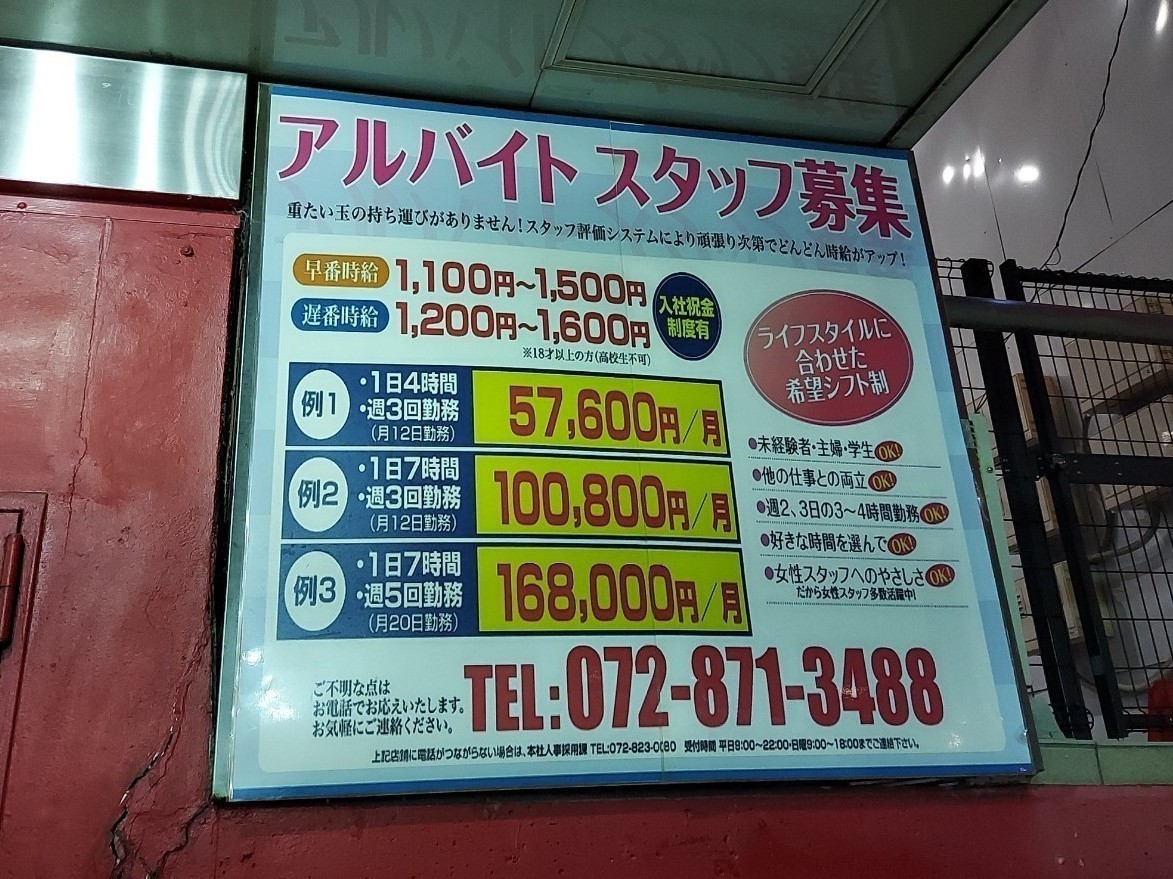 アルバイト スタッフ募集
重たい玉の持ち運びがありません！スタッフ評価システムにより頑張り次第でどんどん時給がアップ！
早番時給 1,100円～1,500円
遅番時給 1,200円～1,600円
※18才以上の方(高校生不可)
入社祝金
制度有
例1
・1日4時間
・週3回勤務
(月12日勤務)
57,600円／月
例2
・1日7時間
・週3回勤務
(月12日勤務)
100,800円／月
例3
・1日7時間
・週5回勤務
(月20日勤務)
168,000円／月
ライフスタイルに
合わせた
希望シフト制
●未経験者・主婦・学生OK!
●他の仕事との両立OK!
●週2、3日の3～4時間勤務OK!
●好きな時間を選んでOK!
●女性スタッフへのやさしさOK!
だから女性スタッフ多数活躍中!
ご不明な点は
お電話でお応えいたします。
お気軽にご連絡ください。
TEL:072-871-3488
上記店舗に電話がつながらない場合は、本社人事採用課 TEL:072-823-0080 受付時間 平日9:00～22:00・日曜9:00～18:00までご連絡下さい。